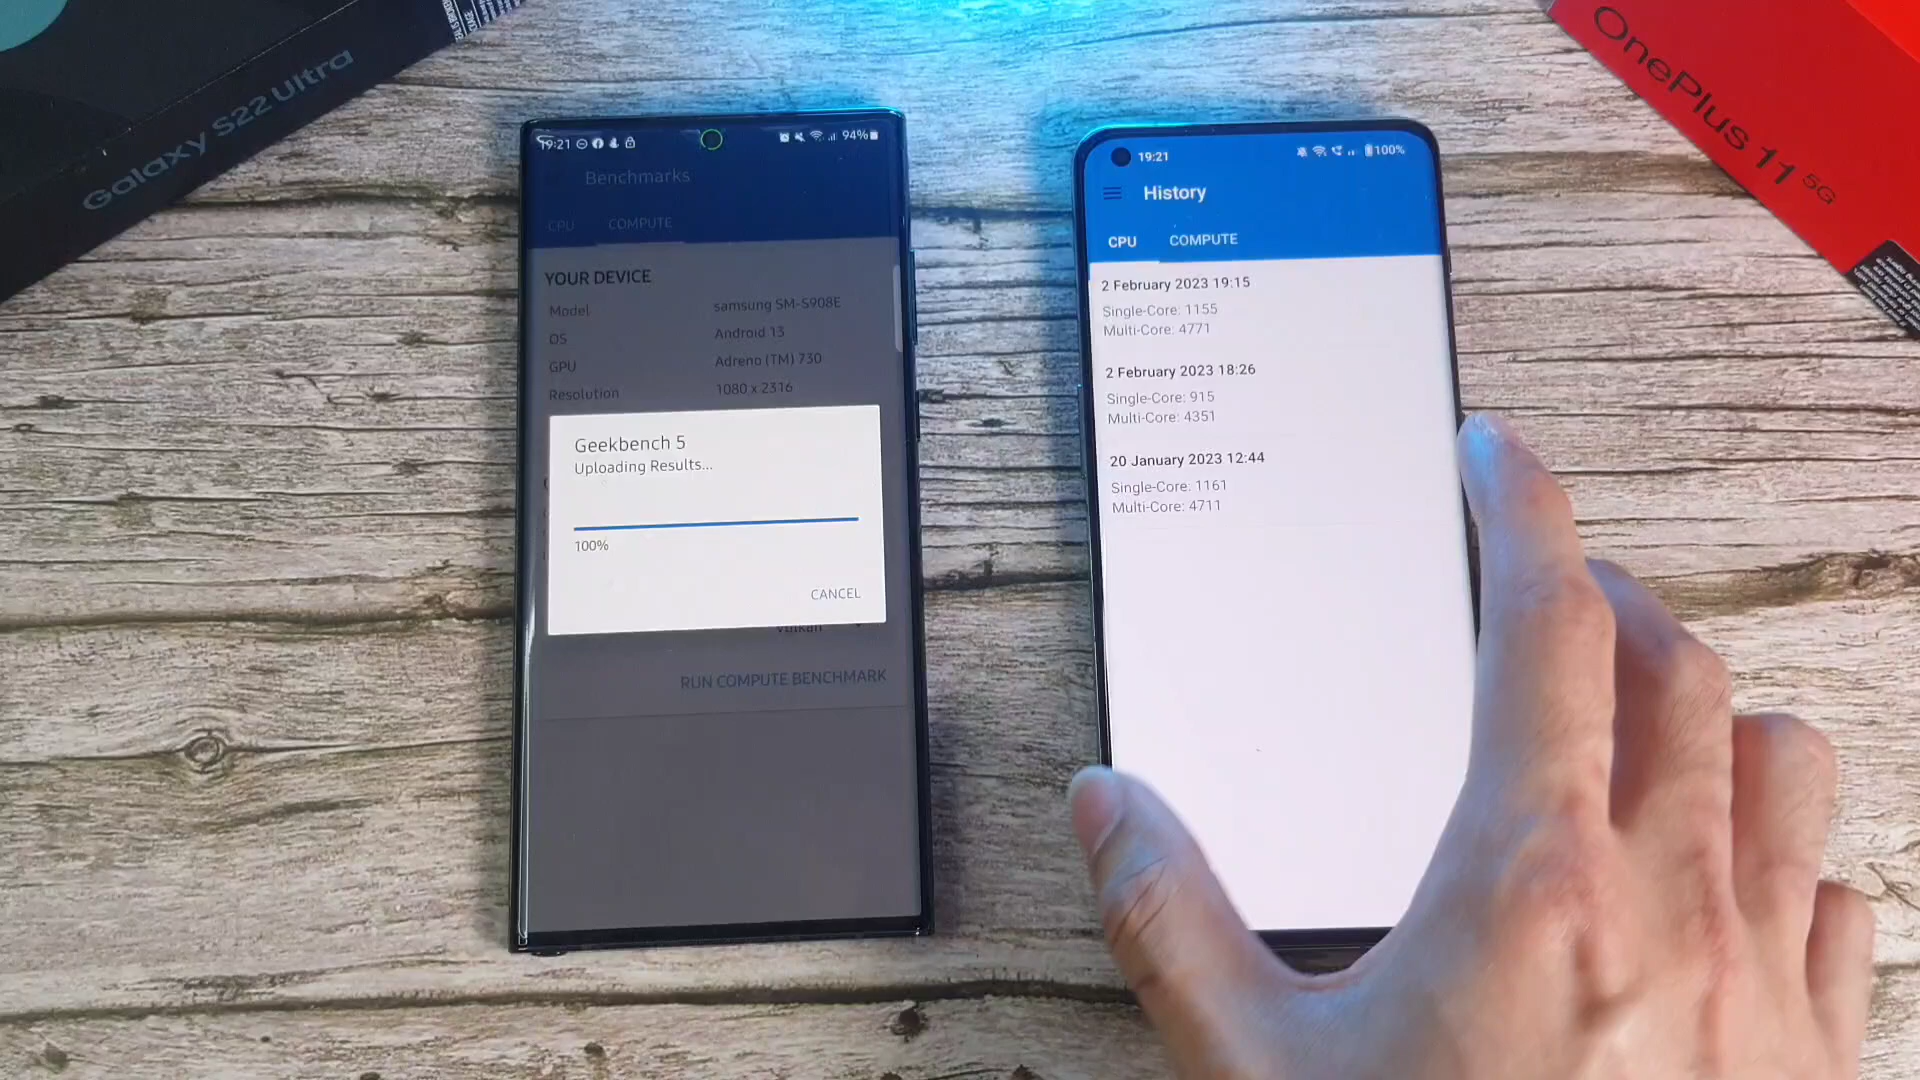 Galaxy S22 Ultra
OnePlus 11 5G
19:21
94%
Benchmarks
CPU
COMPUTE
YOUR DEVICE
Model
samsung SM-S908E
OS
Android 13
GPU
Adreno (TM) 730
Resolution
1080 x 2316
Geekbench 5
Uploading Results...
100%
CANCEL
Vulkan
RUN COMPUTE BENCHMARK
19:21
100%
History
CPU
COMPUTE
2 February 2023 19:15
Single-Core: 1155
Multi-Core: 4771
2 February 2023 18:26
Single-Core: 915
Multi-Core: 4351
20 January 2023 12:44
Single-Core: 1161
Multi-Core: 4711